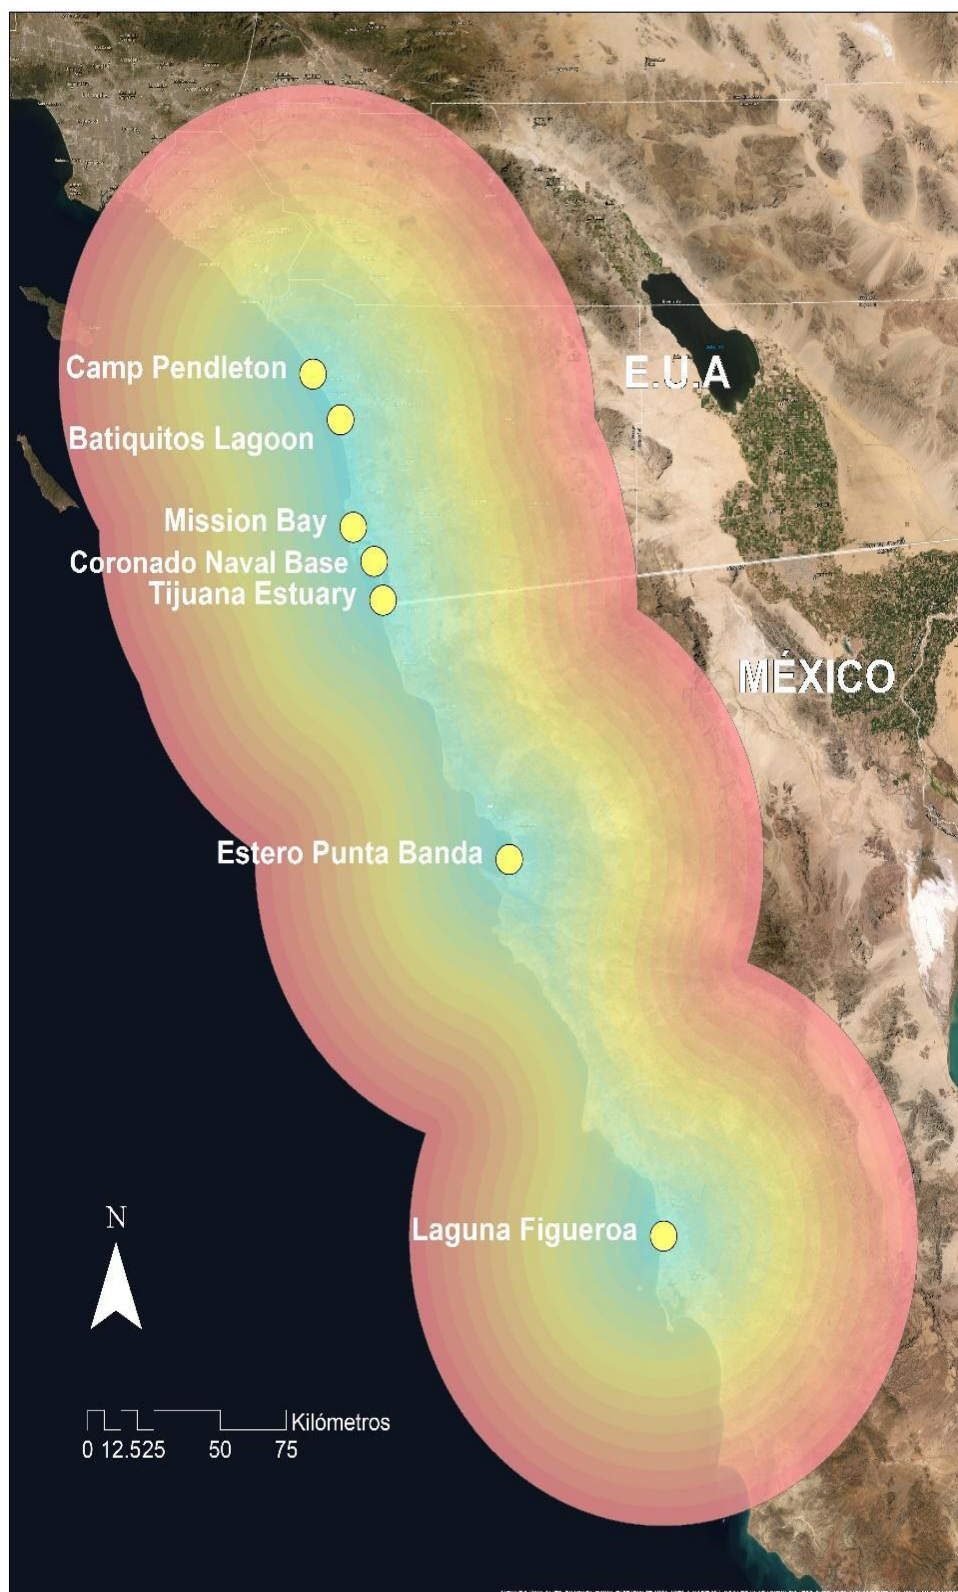 Camp Pendleton
E.U.A
Batiquitos Lagoon
Mission Bay
Coronado Naval Base
Tijuana Estuary
MÉXICO
Estero Punta Banda
Laguna Figueroa
N
Kilómetros
0 12.525 50 75